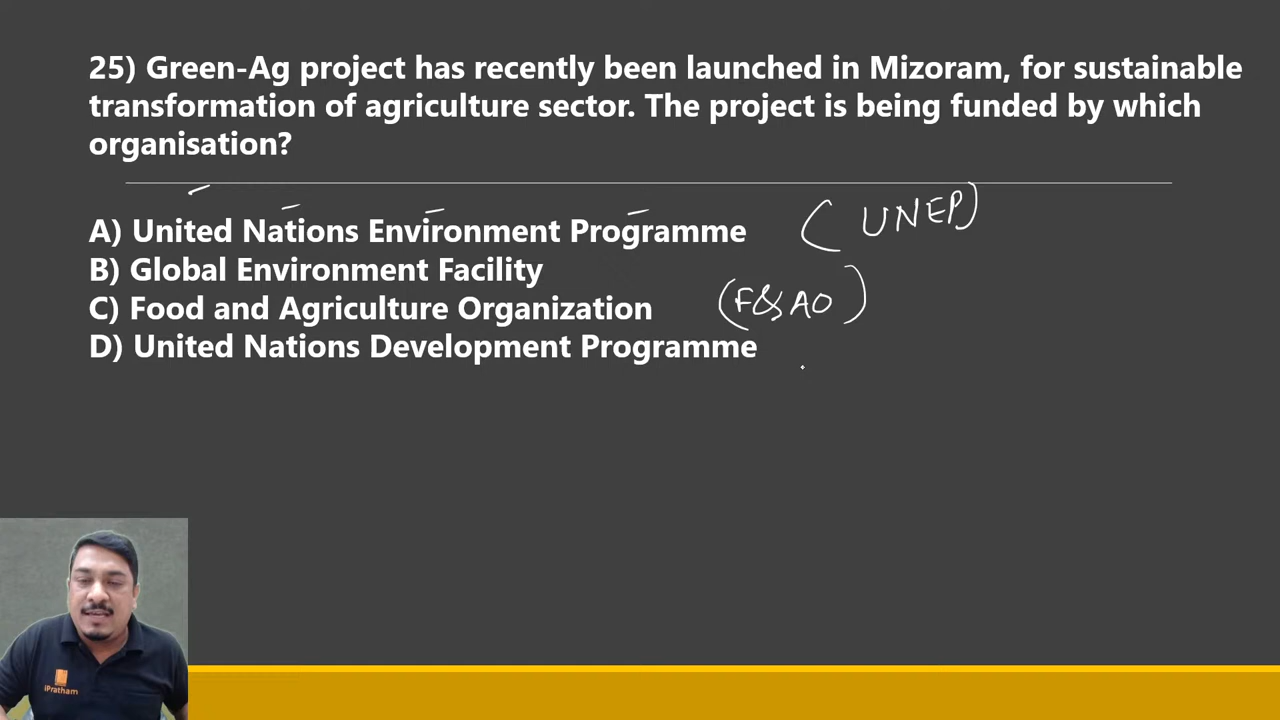 25) Green-Ag project has recently been launched in Mizoram, for sustainable
transformation of agriculture sector. The project is being funded by which
organisation?
A) United Nations Environment Programme (UNEP)
B) Global Environment Facility
C) Food and Agriculture Organization (F&AO)
D) United Nations Development Programme
iPratham